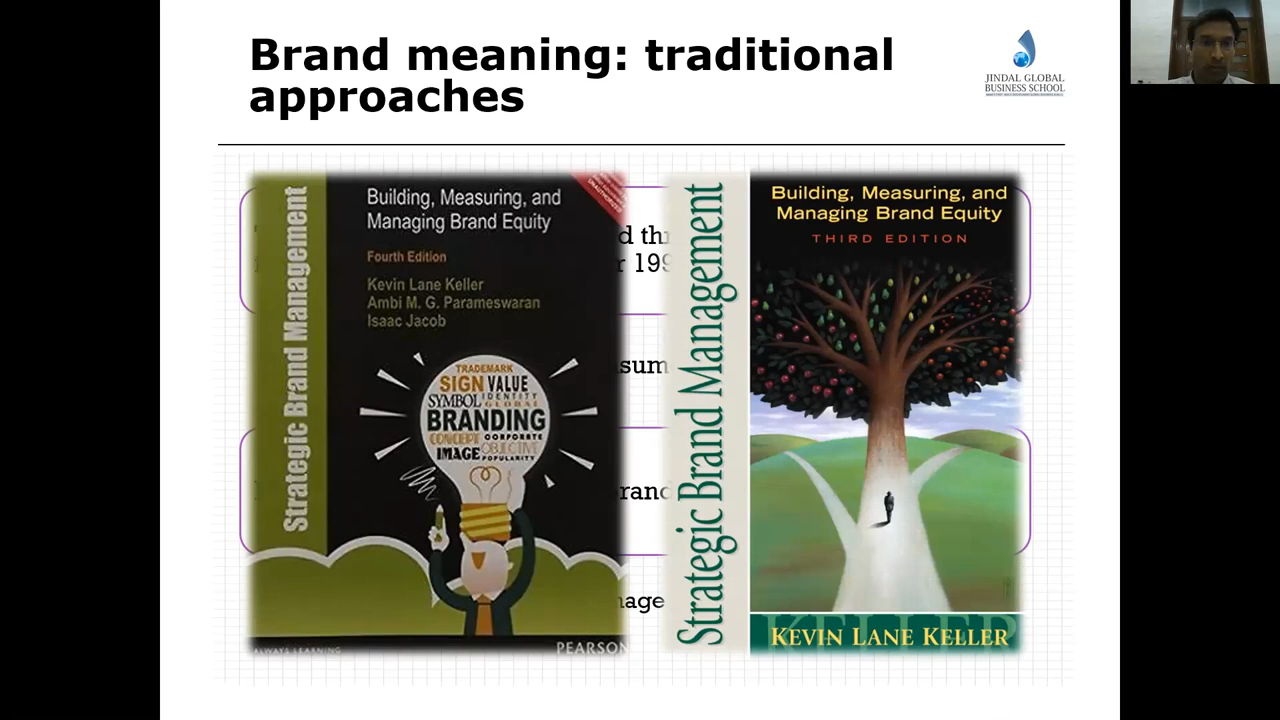 Brand meaning: traditional
approaches
JINDAL GLOBAL
BUSINESS SCHOOL
Strategic Brand Management
Building, Measuring, and
Managing Brand Equity
Fourth Edition
Kevin Lane Keller
Ambi M. G. Parameswaran
Isaac Jacob
TRADEMARK
SIGN VALUE
SYMBOL IDENTITY
GLOBAL
BRANDING
CONCEPT CORPORATE
IMAGE OBJECTIVE
POPULARITY
ALWAYS LEARNING
PEARSON
Strategic Brand Management
Building, Measuring, and
Managing Brand Equity
THIRD EDITION
KEVIN LANE KELLER